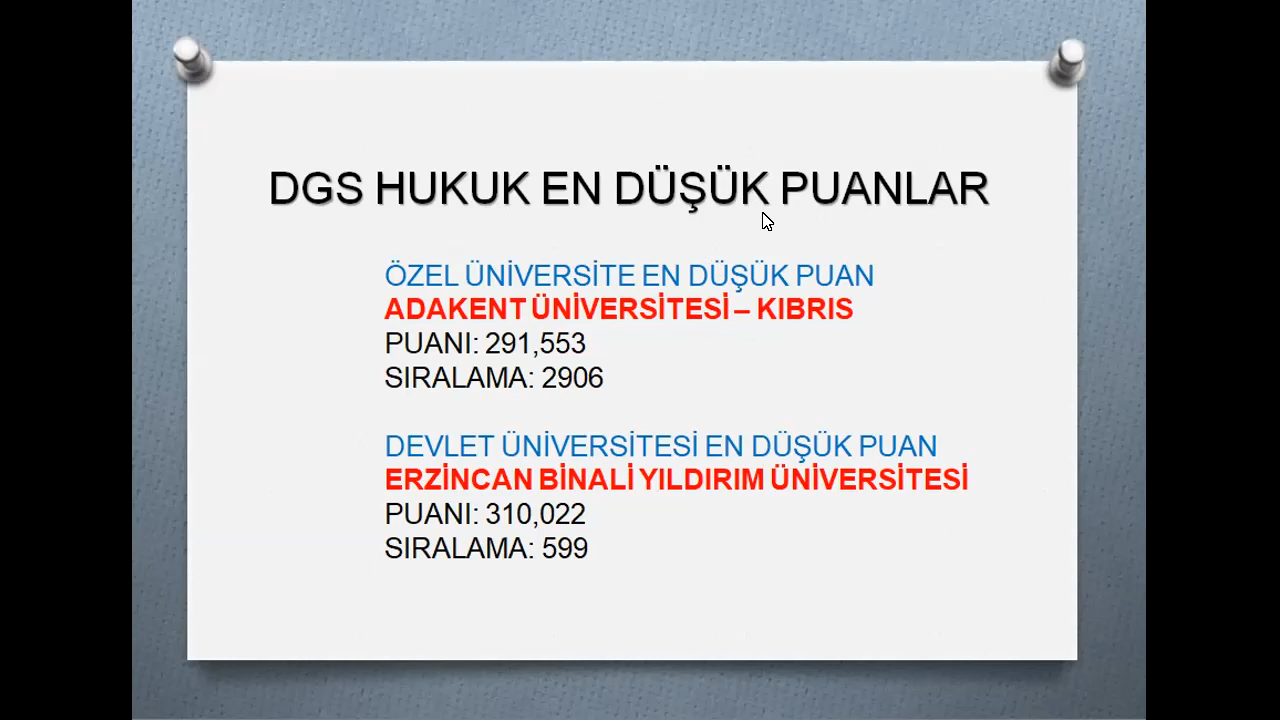 DGS HUKUK EN DÜŞÜK PUANLAR
ÖZEL ÜNİVERSİTE EN DÜŞÜK PUAN
ADAKENT ÜNİVERSİTESİ – KIBRIS
PUANI: 291,553
SIRALAMA: 2906
DEVLET ÜNİVERSİTESİ EN DÜŞÜK PUAN
ERZİNCAN BİNALİ YILDIRIM ÜNİVERSİTESİ
PUANI: 310,022
SIRALAMA: 599